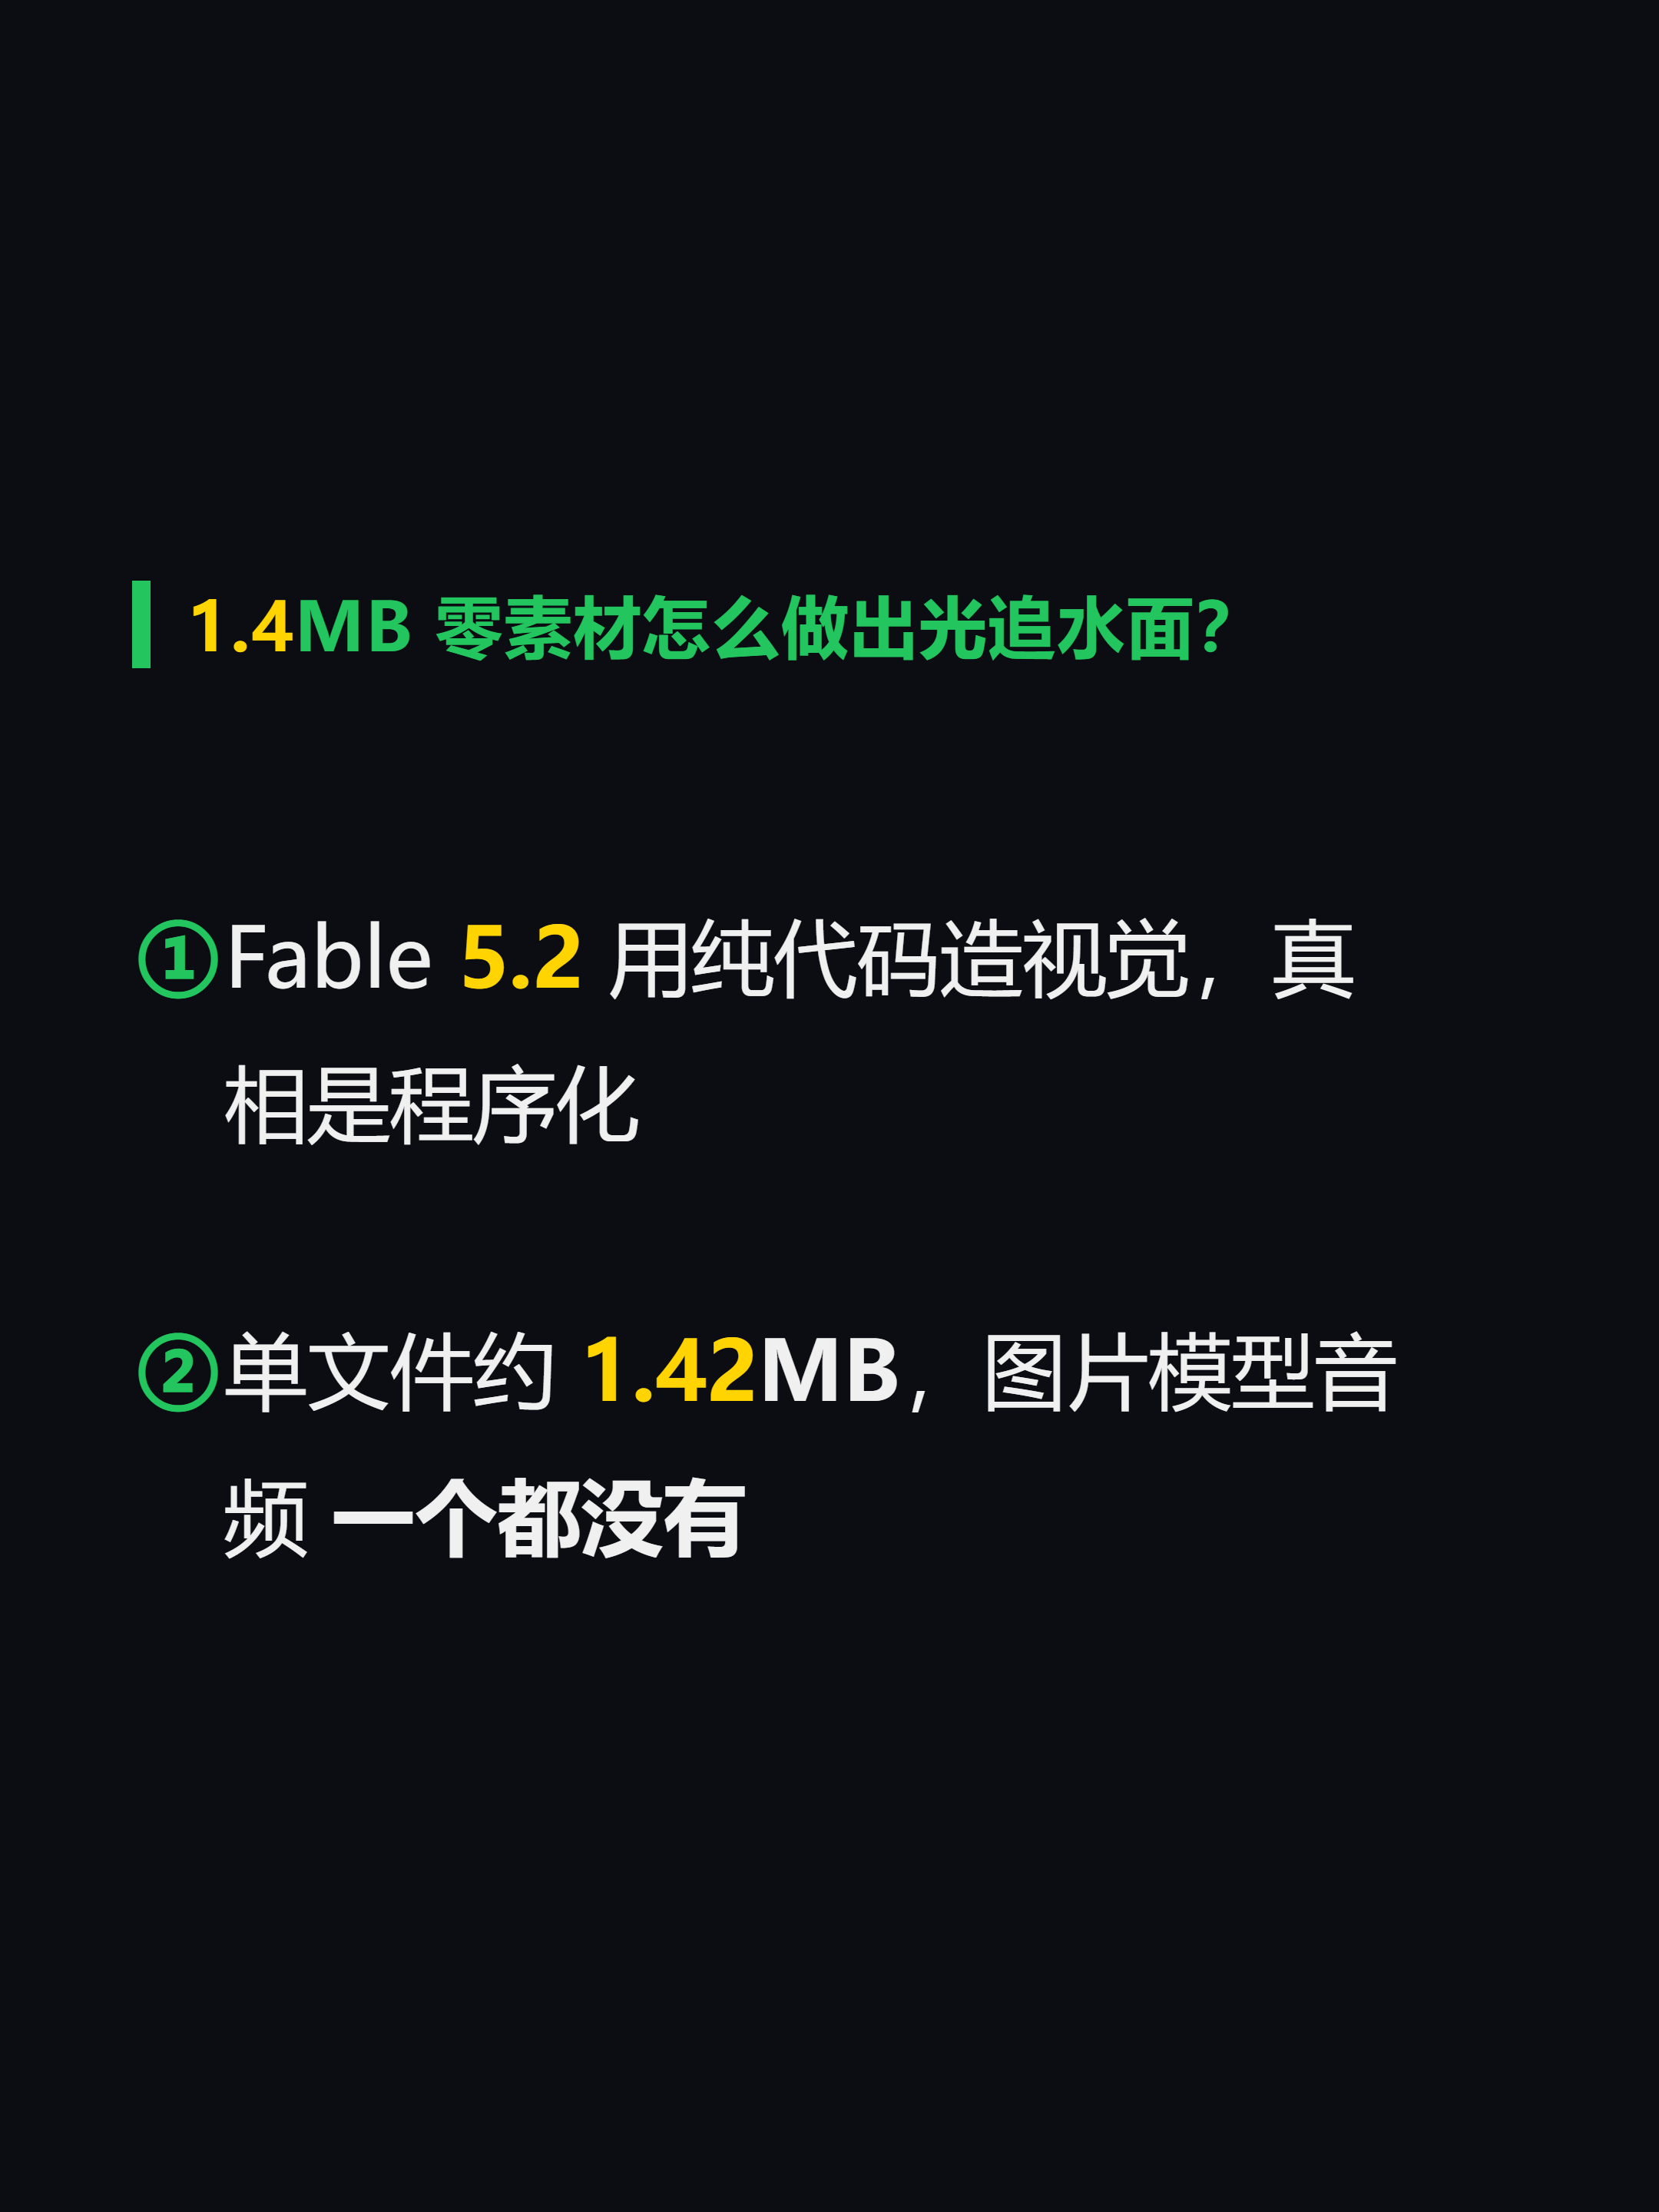 1.4MB 零素材怎么做出光追水面?
①Fable 5.2 用纯代码造视觉，真
相是程序化
②单文件约 1.42MB，图片模型音
频 一个都没有